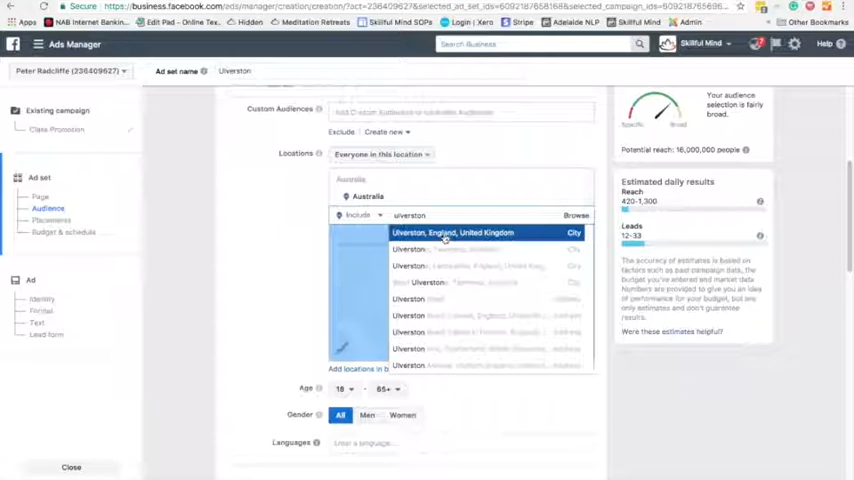 Secure
https://business.facebook.com/ads/manager/creation/creation/?act=236409627&selected_ad_set_ids=
Apps
NAB Internet Banking...
Edit Pad - Online Tex...
Hidden
Meditation Retreats
Skillful Mind SOPs
Login | Xero
Stripe
Adelaide NLP
Skillful Mind
Admin
Other Bookmarks
Ads Manager
Search Business
Skillful Mind
Help
Peter Radcliffe (236409627)
Ad set name
Ulverston
Existing campaign
Class Promotion
Ad set
Page
Audience
Placements
Budget & schedule
Ad
Identity
Format
Text
Lead form
Close
Custom Audiences
Exclude
Create new
Locations
Everyone in this location
Australia
Australia
Include
ulverston
Browse
Ulverston, England, United Kingdom
City
Ulverston
City
Ulverston
City
Ulverston
City
Ulverston
Ulverston
Ulverston
Ulverston
Ulverston
Add locations in b
Age
18
-
65+
Gender
All
Men
Women
Languages
Enter a language...
Specific
Broad
Your audience
selection is fairly
broad.
Potential reach: 16,000,000 people
Estimated daily results
Reach
420-1,300
Leads
12-33
The accuracy of estimates is based on
factors such as past campaign data, the
budget you entered and market data
Numbers are provided to give you an idea
of performance for your budget, but are
only estimates and don't guarantee
results.
Were these estimates helpful?